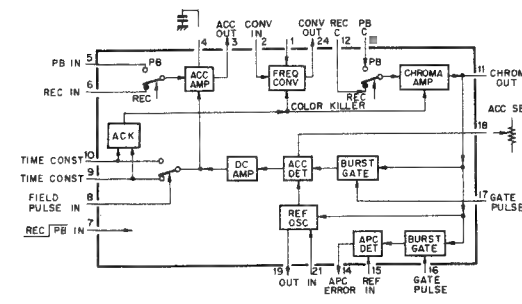 ACC OUT
CONV IN
CONV OUT
REC C
PB C
4
3
2
1
24
12
PB IN 5
PB
REC IN 6
REC
ACC AMP
FREQ CONV
PB
REC
CHROMA AMP
11 CHROM OUT
COLOR KILLER
ACK
18
ACC SE
TIME CONST 10
TIME CONST 9
FIELD PULSE IN 8
REC PB IN 7
DC AMP
ACC DET
BURST GATE
17 GATE PULSE
REF OSC
APC DET
BURST GATE
19 OUT
IN 21
14 APC ERROR
15 REF IN
16 GATE PULSE